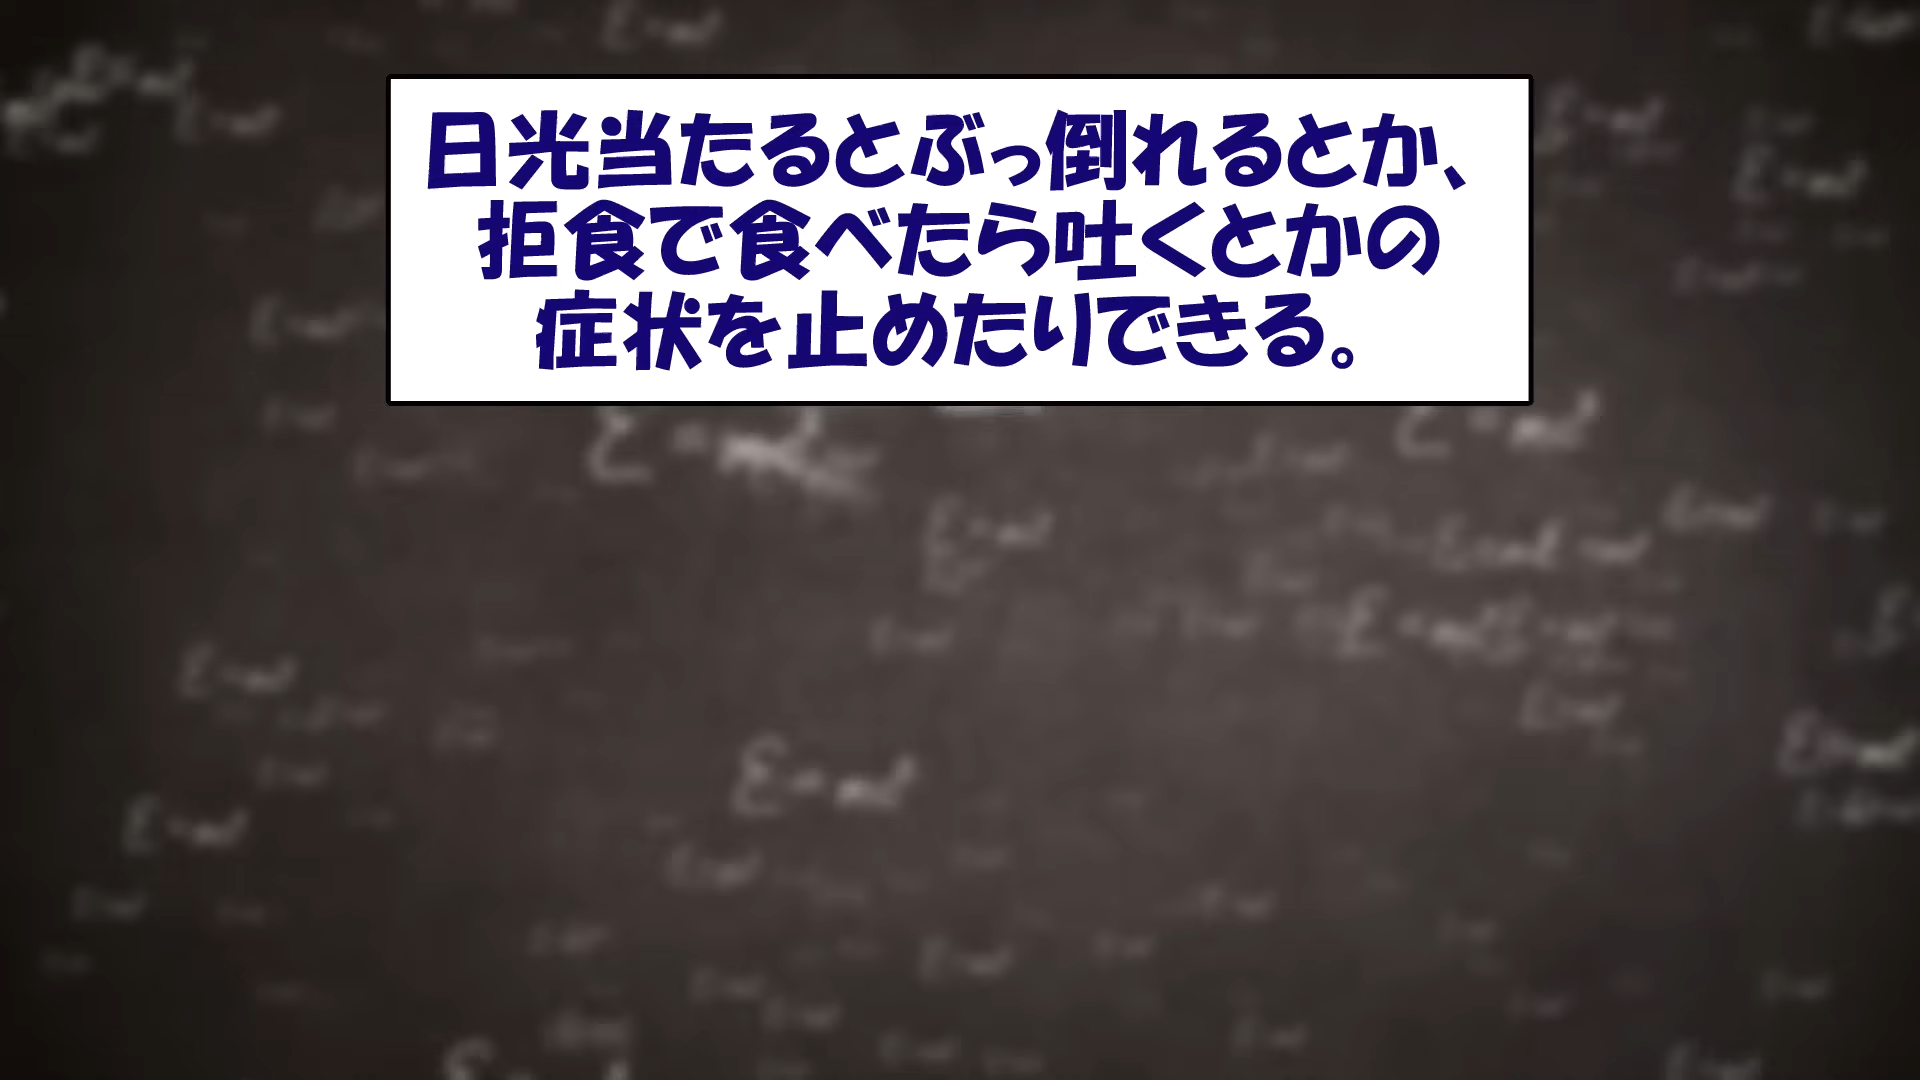 日光当たるとぶっ倒れるとか、
拒食で食べたら吐くとかの
症状を止めたりできる。